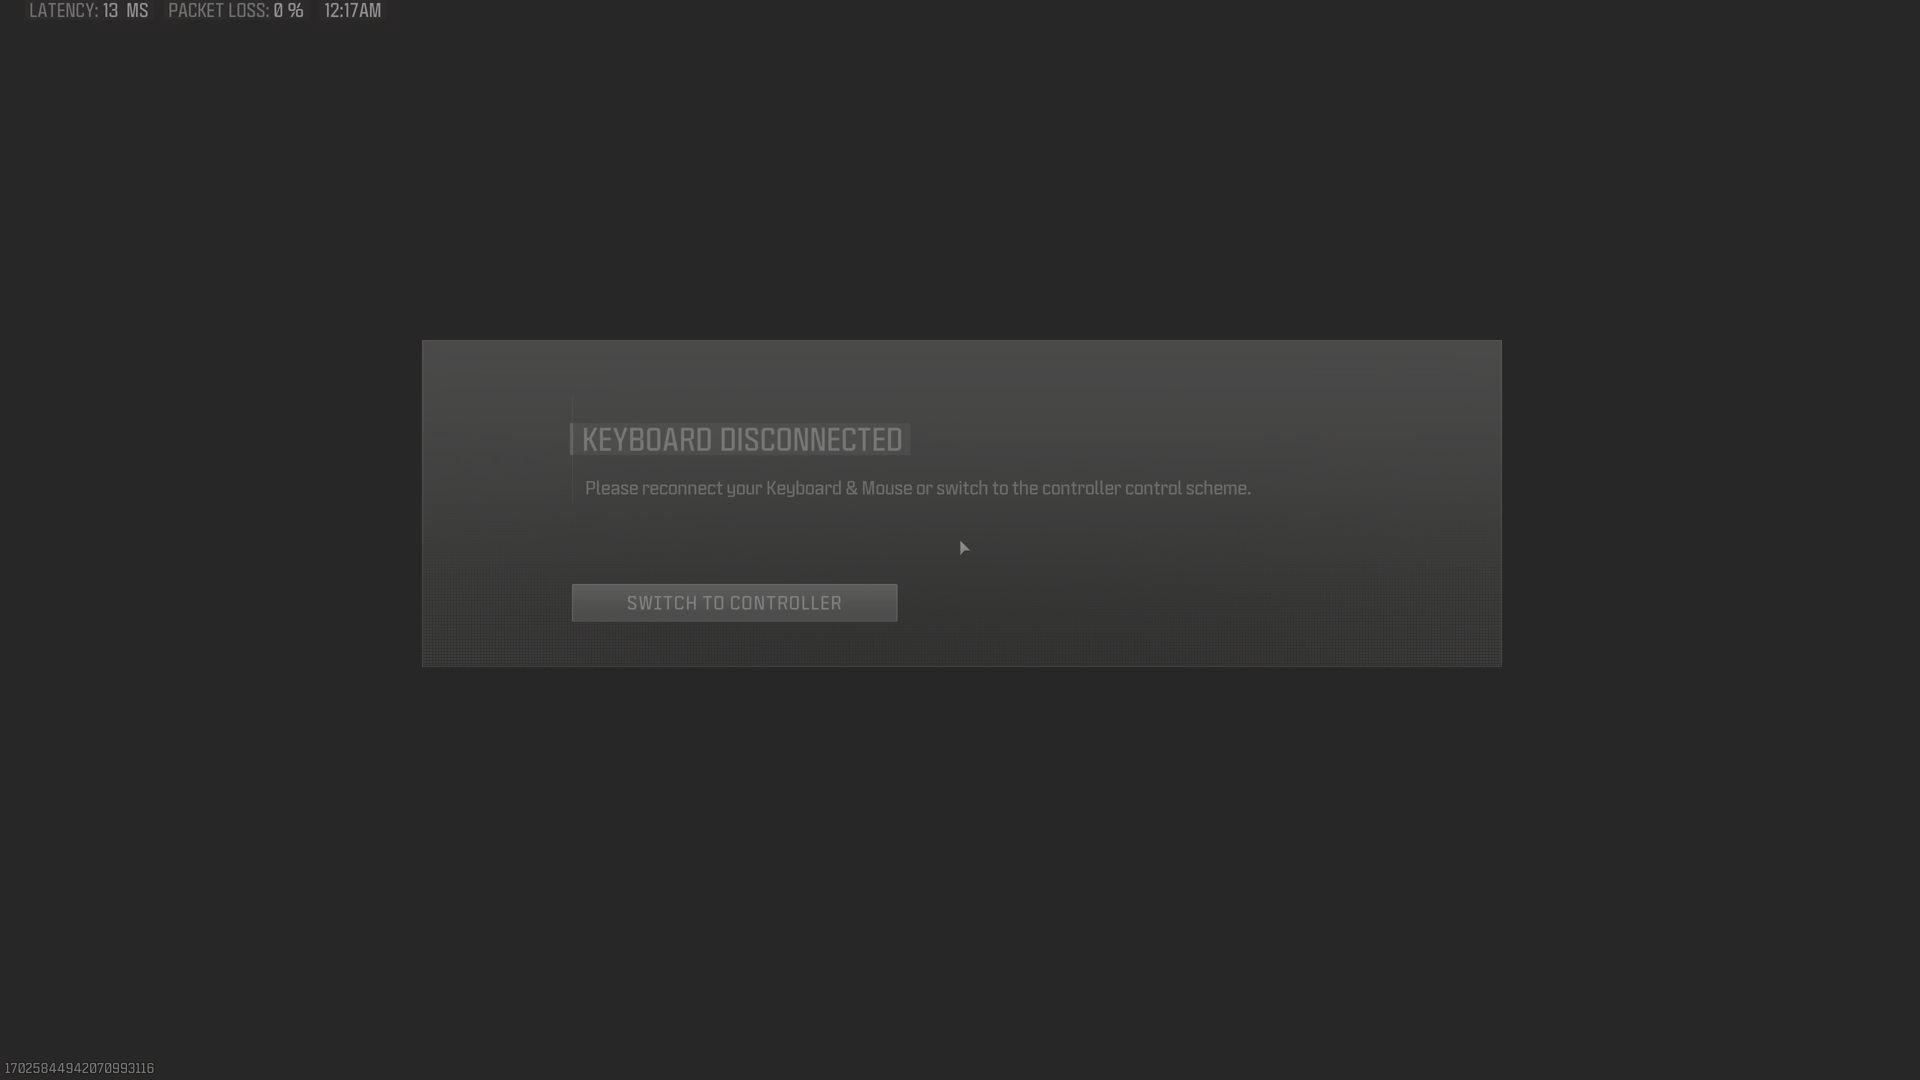 LATENCY: 13 MS PACKET LOSS: 0 % 12:17AM
KEYBOARD DISCONNECTED
Please reconnect your Keyboard & Mouse or switch to the controller control scheme.
SWITCH TO CONTROLLER
17025844942070993116